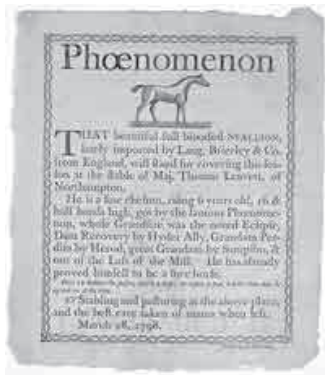 Phœnomenon
THAT beautiful full blooded STALLION,
lately imported by Lang, Brierley & Co.
from England, will stand for covering this sea-
son at the stable of Maj. Thomas Leavett, of
Northampton.
He is a fine chesnut, rising 6 years old, 16 &
half hands high, got by the famous Phœnome-
non, whose Grandsire was the noted Eclipse,
Dam Recovery by Hyder Ally, Grandam Per-
dita by Herod, great Grandam by Sampson, &
out of the Lass of the Mill. He has already
proved himself to be a sure horse.
☞ Stabling and pasturing at the above place,
and the best care taken of mares when left.
March 28, 1798.